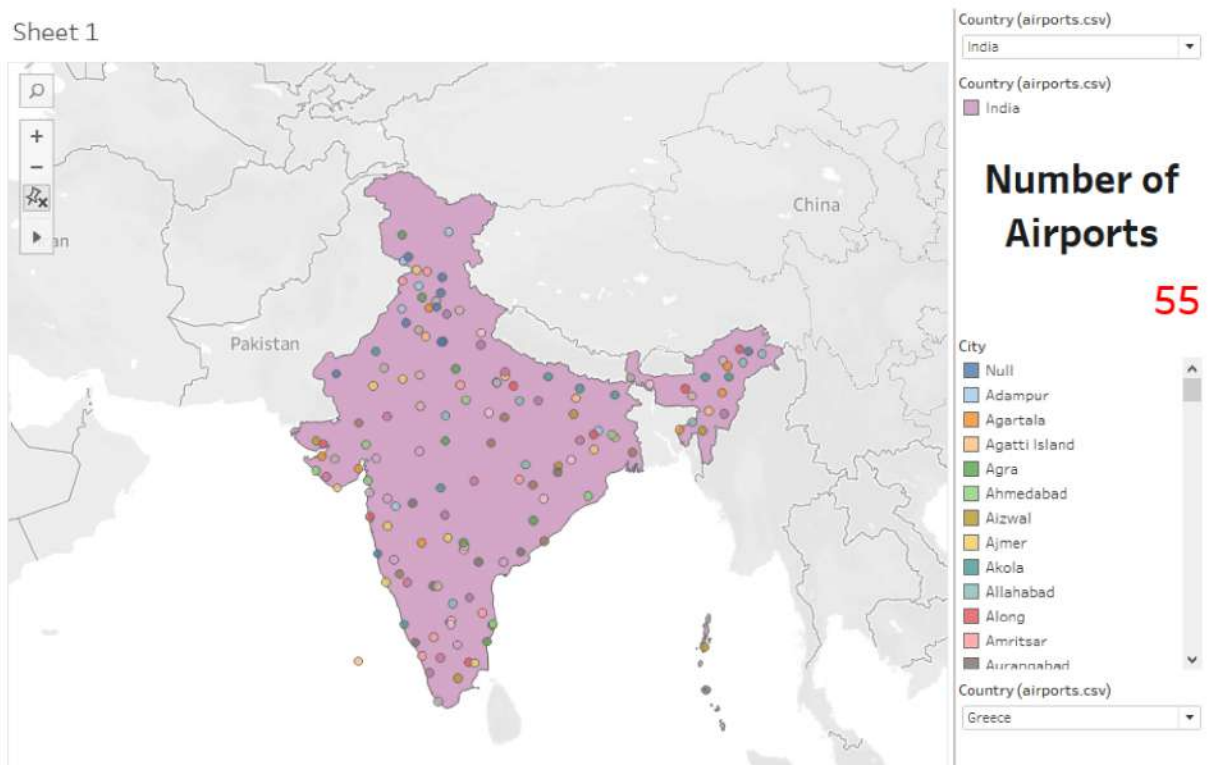 Sheet 1
Country (airports.csv)
India
Country (airports.csv)
India
Number of
Airports
55
City
Null
Adampur
Agartala
Agatti Island
Agra
Ahmedabad
Aizwal
Ajmer
Akola
Allahabad
Along
Amritsar
Aurangabad
Country (airports.csv)
Greece
China
an
Pakistan